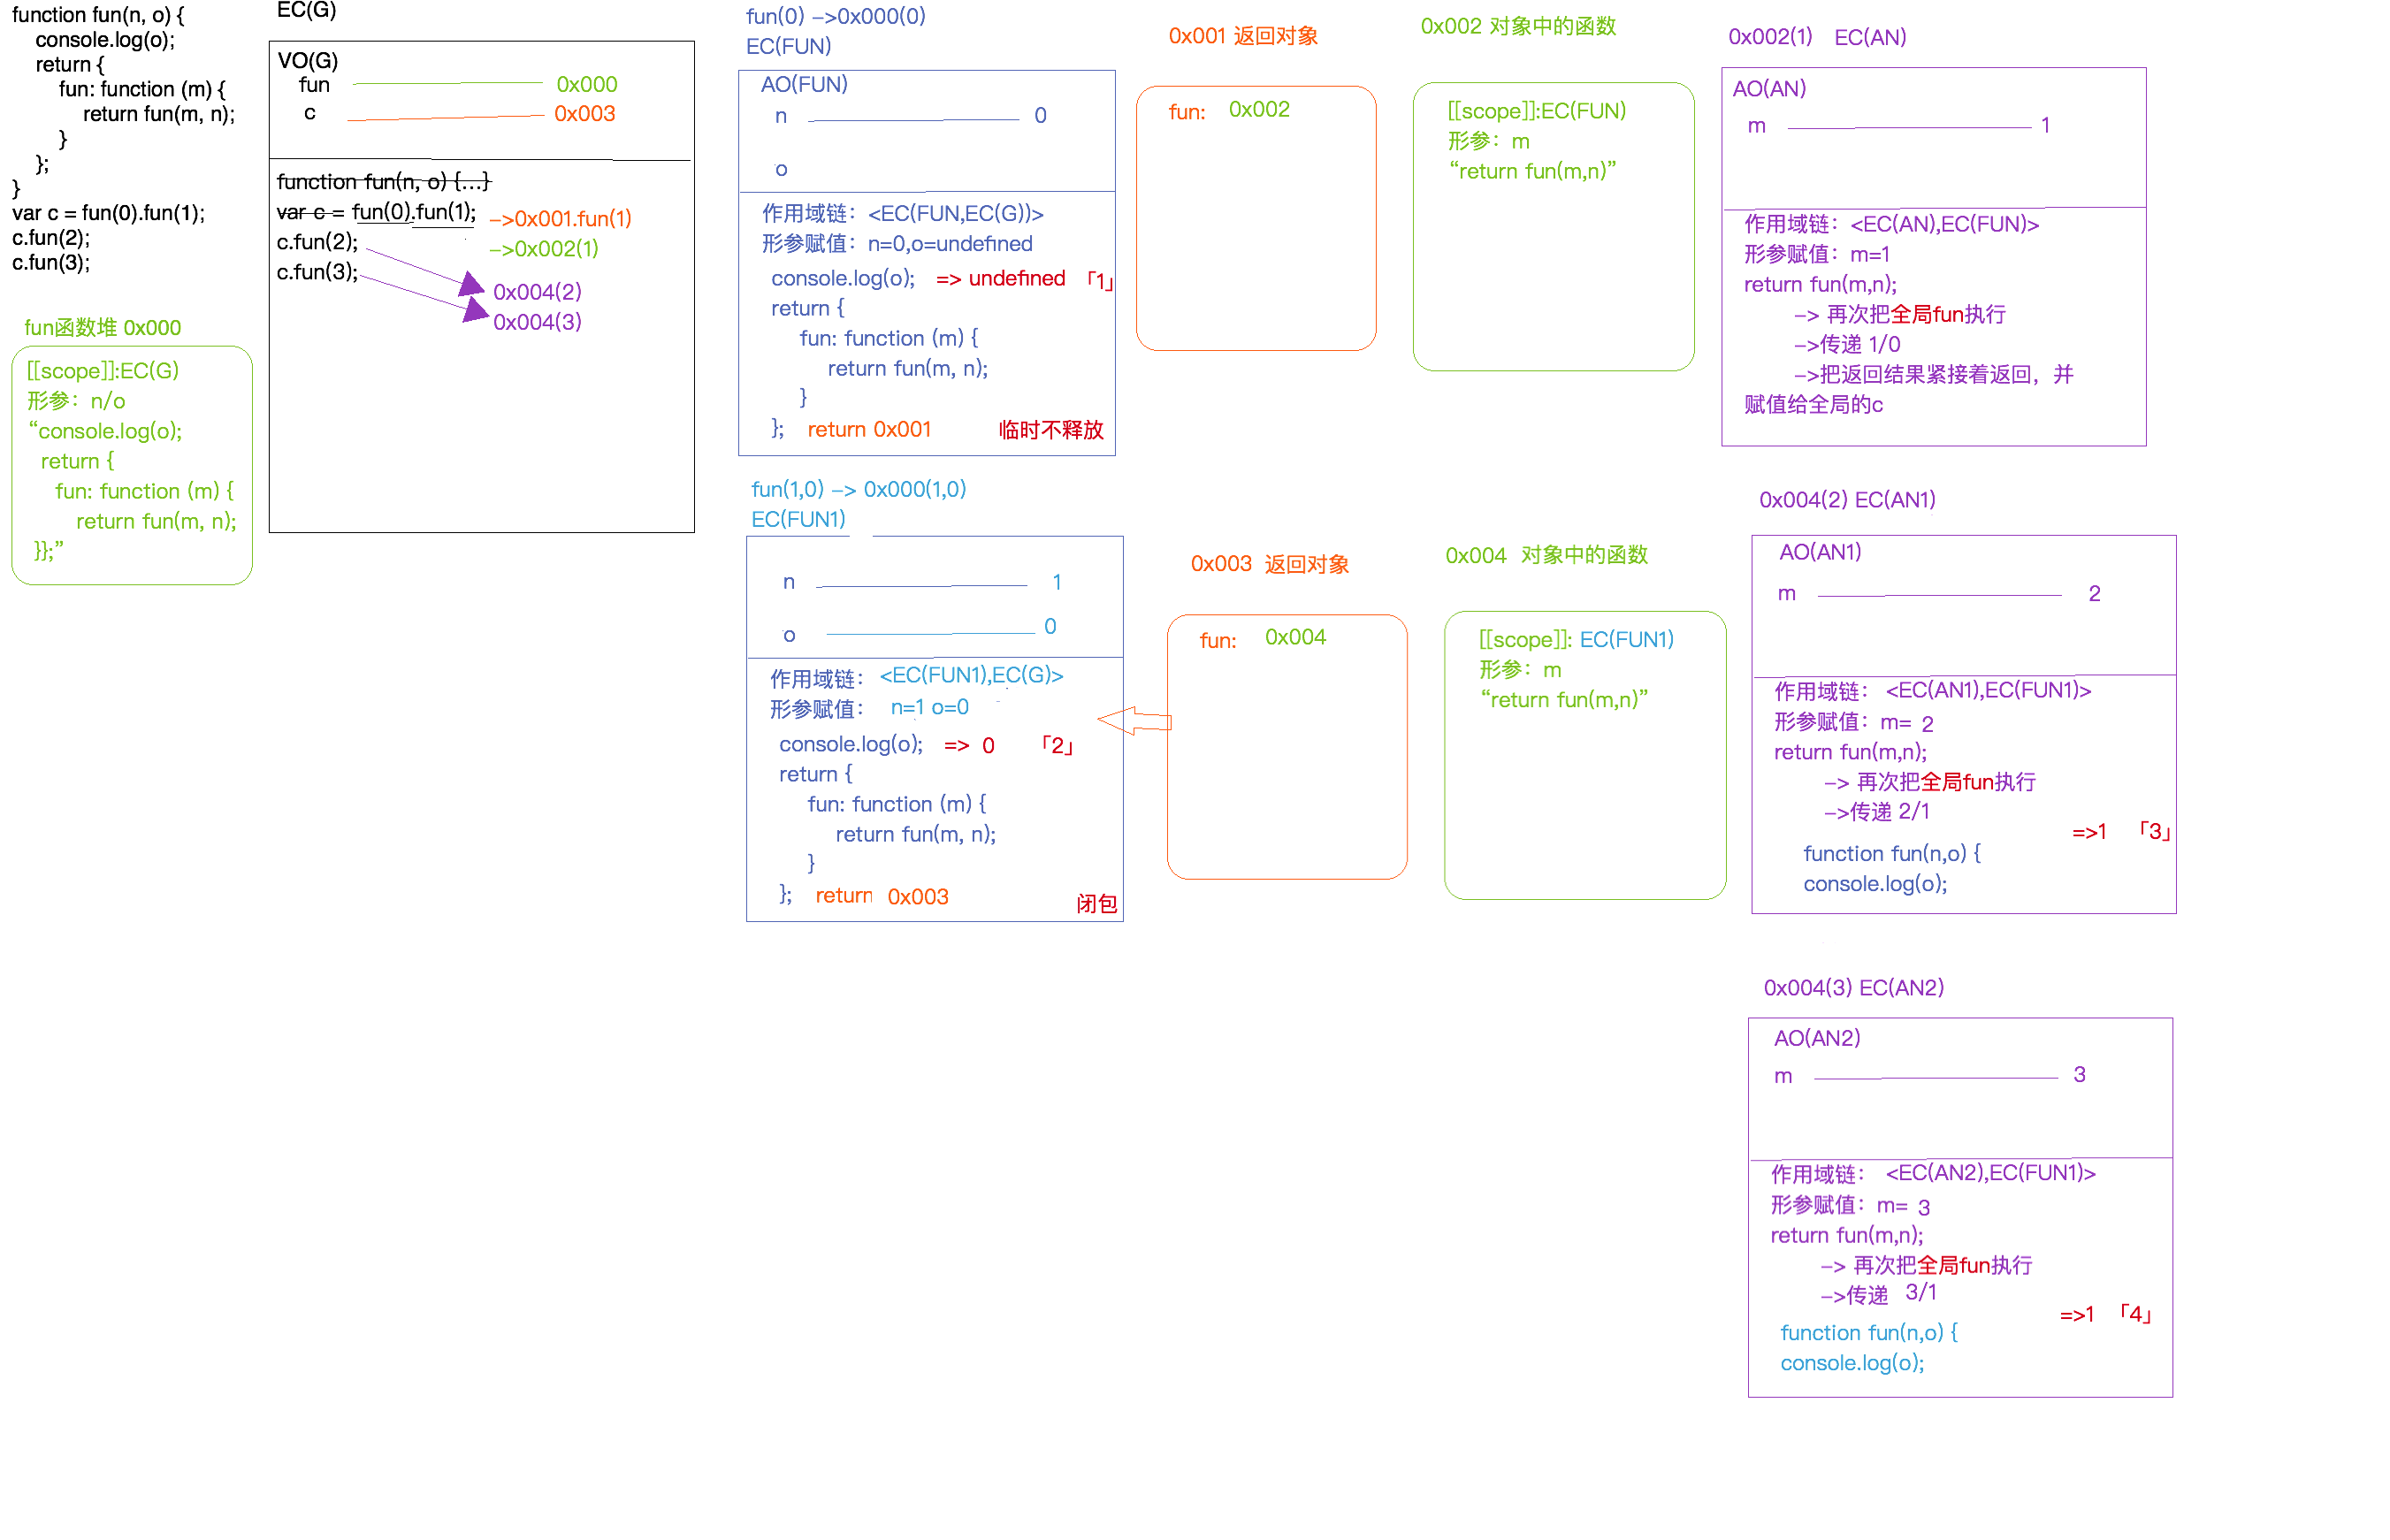 function fun(n, o) {
console.log(o);
return {
fun: function (m) {
return fun(m, n);
}
};
}
var c = fun(0).fun(1);
c.fun(2);
c.fun(3);
fun函数堆 0x000
[[scope]]:EC(G)
形参：n/o
“console.log(o);
return {
fun: function (m) {
return fun(m, n);
}};”
EC(G)
VO(G)
fun 0x000
c 0x003
function fun(n, o) {...}
var c = fun(0).fun(1); ->0x001.fun(1)
c.fun(2); ->0x002(1)
c.fun(3);
0x004(2)
0x004(3)
fun(0) ->0x000(0)
EC(FUN)
AO(FUN)
n 0
o
作用域链：<EC(FUN,EC(G))>
形参赋值：n=0,o=undefined
console.log(o); => undefined 「1」
return {
fun: function (m) {
return fun(m, n);
}
}; return 0x001 临时不释放
0x001 返回对象
fun: 0x002
0x002 对象中的函数
[[scope]]:EC(FUN)
形参：m
“return fun(m,n)”
0x002(1) EC(AN)
AO(AN)
m 1
作用域链：<EC(AN),EC(FUN)>
形参赋值：m=1
return fun(m,n);
-> 再次把全局fun执行
->传递 1/0
->把返回结果紧接着返回，并
赋值给全局的c
fun(1,0) -> 0x000(1,0)
EC(FUN1)
n 1
o 0
作用域链： <EC(FUN1),EC(G)>
形参赋值： n=1 o=0
console.log(o); => 0 「2」
return {
fun: function (m) {
return fun(m, n);
}
}; return 0x003 闭包
0x003 返回对象
fun: 0x004
0x004 对象中的函数
[[scope]]: EC(FUN1)
形参：m
“return fun(m,n)”
0x004(2) EC(AN1)
AO(AN1)
m 2
作用域链： <EC(AN1),EC(FUN1)>
形参赋值：m= 2
return fun(m,n);
-> 再次把全局fun执行
->传递 2/1
=>1 「3」
function fun(n,o) {
console.log(o);
0x004(3) EC(AN2)
AO(AN2)
m 3
作用域链： <EC(AN2),EC(FUN1)>
形参赋值：m= 3
return fun(m,n);
-> 再次把全局fun执行
->传递 3/1
=>1 「4」
function fun(n,o) {
console.log(o);